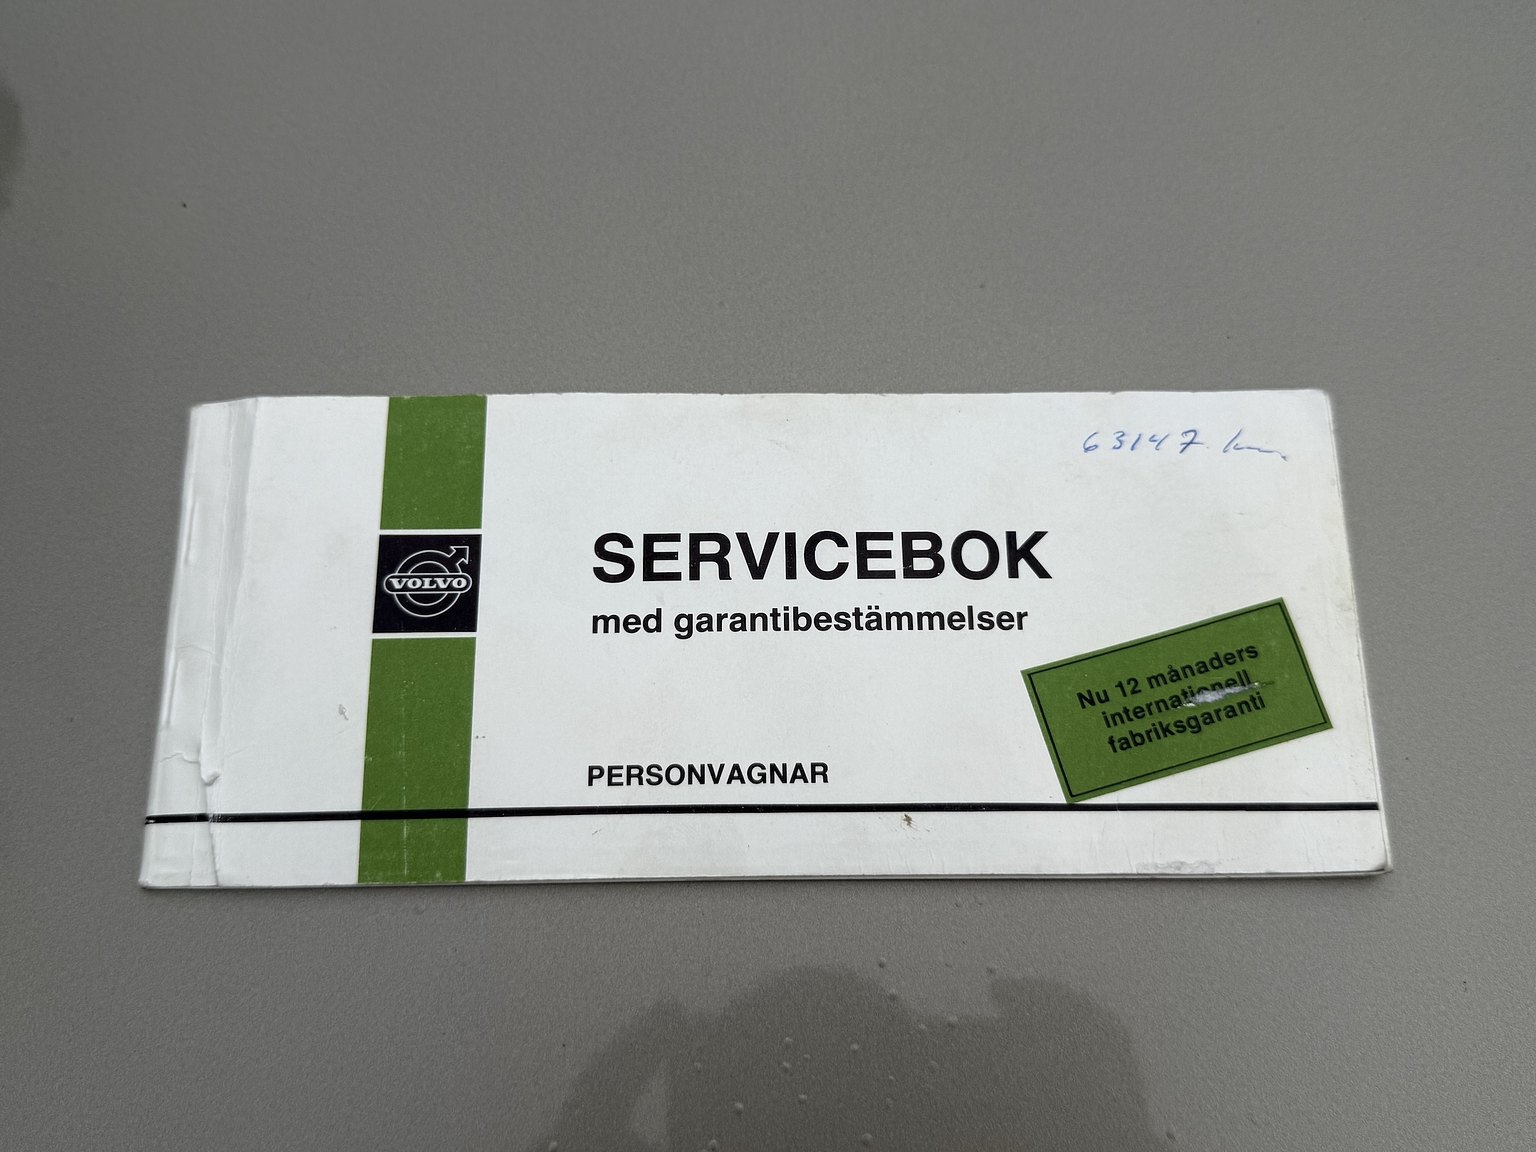 63147 km
VOLVO
SERVICEBOK
med garantibestämmelser
Nu 12 månaders
internationell
fabriksgaranti
PERSONVAGNAR